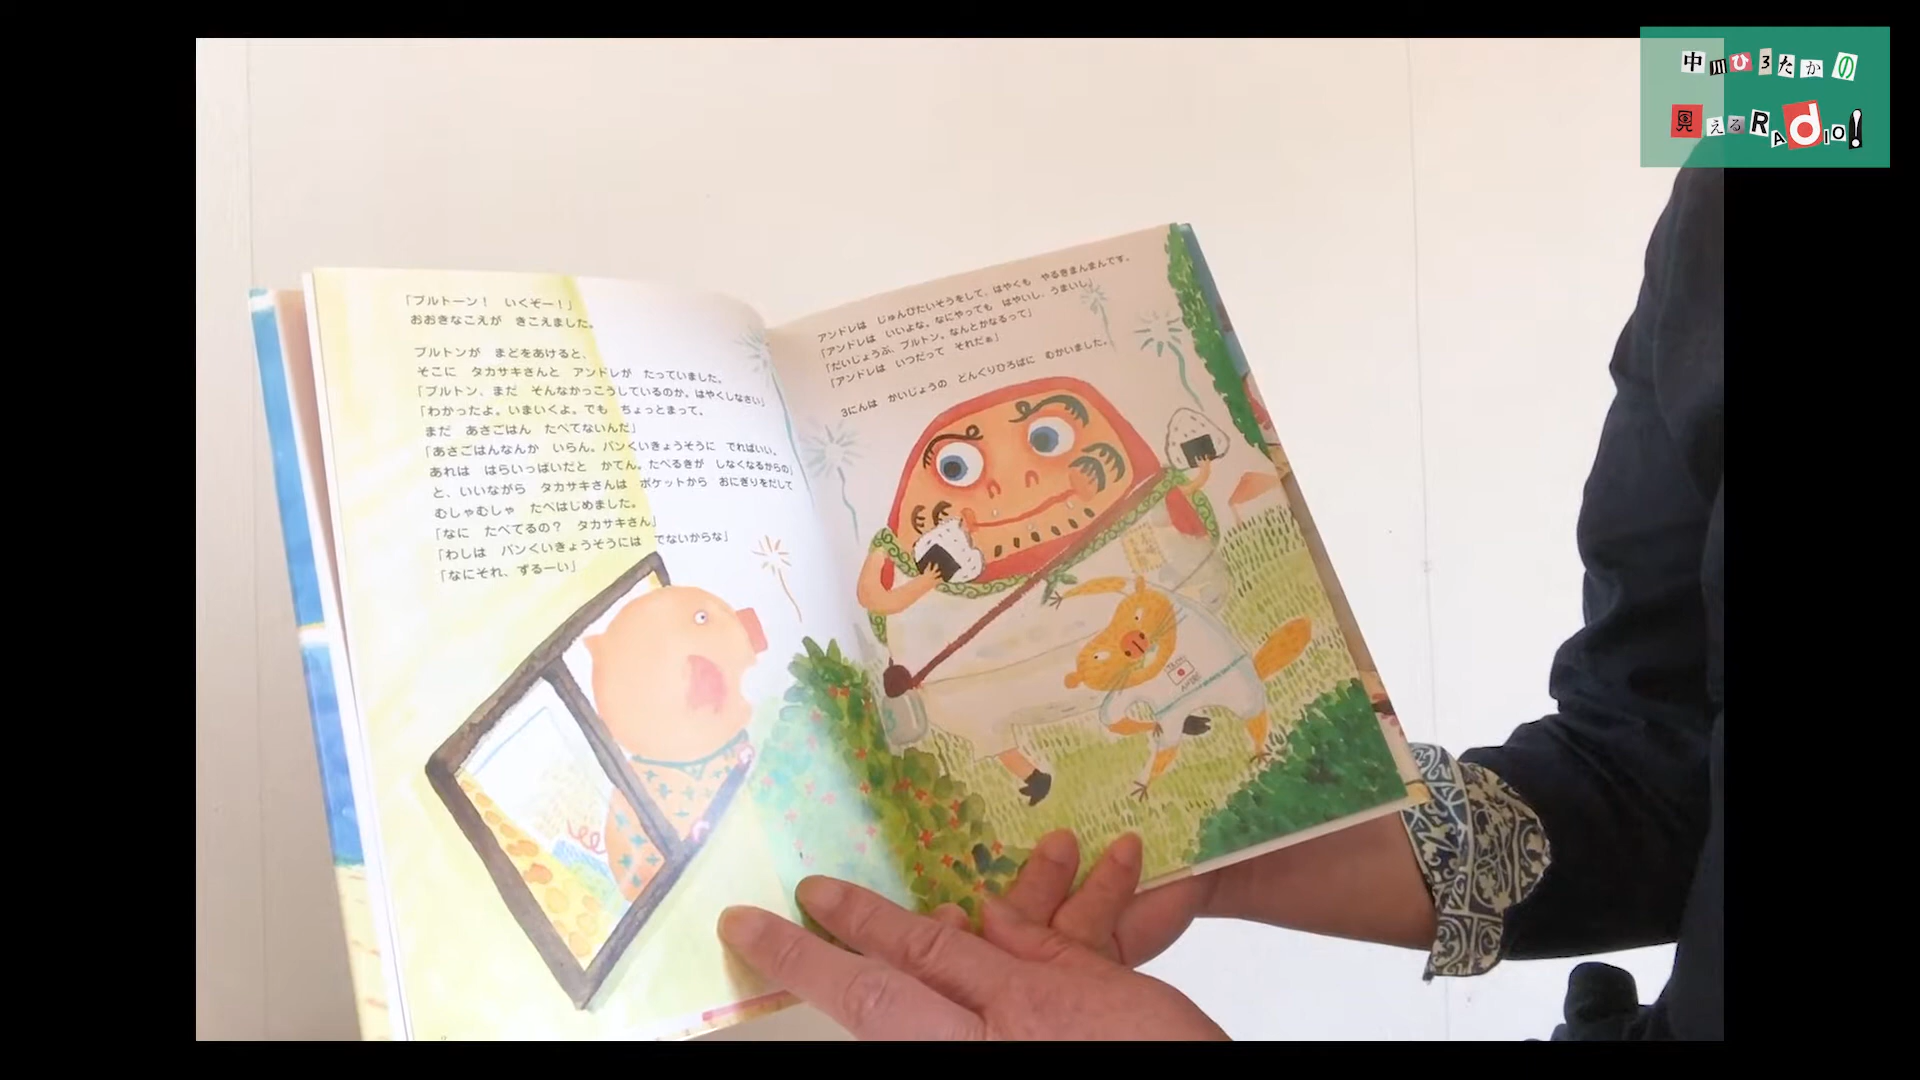 中川ひろたかの
見えるRADIO!
「ブルトーン！　いくぞー！」
おおきなこえが　きこえました。
ブルトンが　まどをあけると、
そこに　タカサキさんと　アンドレが　たっていました。
「ブルトン、まだ　そんなかっこうしているのか。はやくしなさい」
「わかったよ。いまいくよ。でも　ちょっとまって。
まだ　あさごはん　たべてないんだ」
「あさごはんなんか　いらん。パンくいきょうそうに　でればいい。
あれは　はらいっぱいだと　かてん。たべるきが　しなくなるからの」
と、いいながら　タカサキさんは　ポケットから　おにぎりをだして
むしゃむしゃ　たべはじめました。
「なに　たべてるの？　タカサキさん」
「わしは　パンくいきょうそうには　でないからな」
「なにそれ、ずるーい」
アンドレは　じゅんびたいそうをして、はやくも　やるきまんまんです。
「アンドレは　いいよな。なにやっても　はやいし、うまいし」
「だいじょうぶ、ブルトン。なんとかなるって」
「アンドレは　いつだって　それだぁ」
3にんは　かいじょうの　どんぐりひろばに　むかいました。